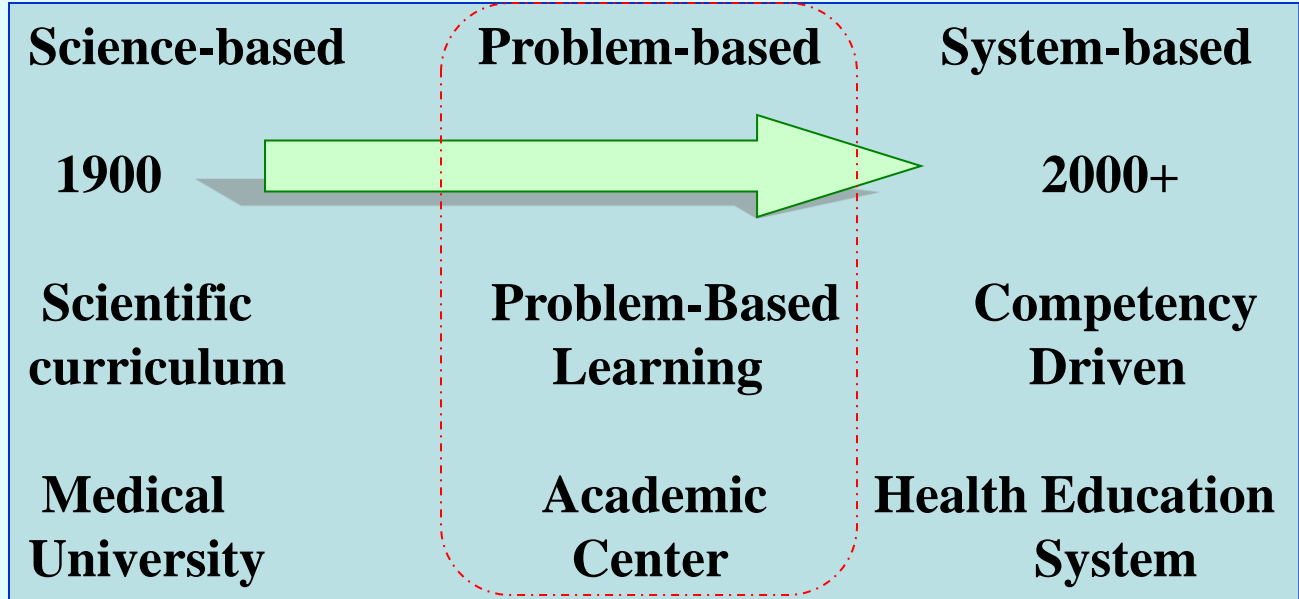 Science-based
Problem-based
System-based
1900
2000+
Scientific
curriculum
Problem-Based
Learning
Competency
Driven
Medical
University
Academic
Center
Health Education
System